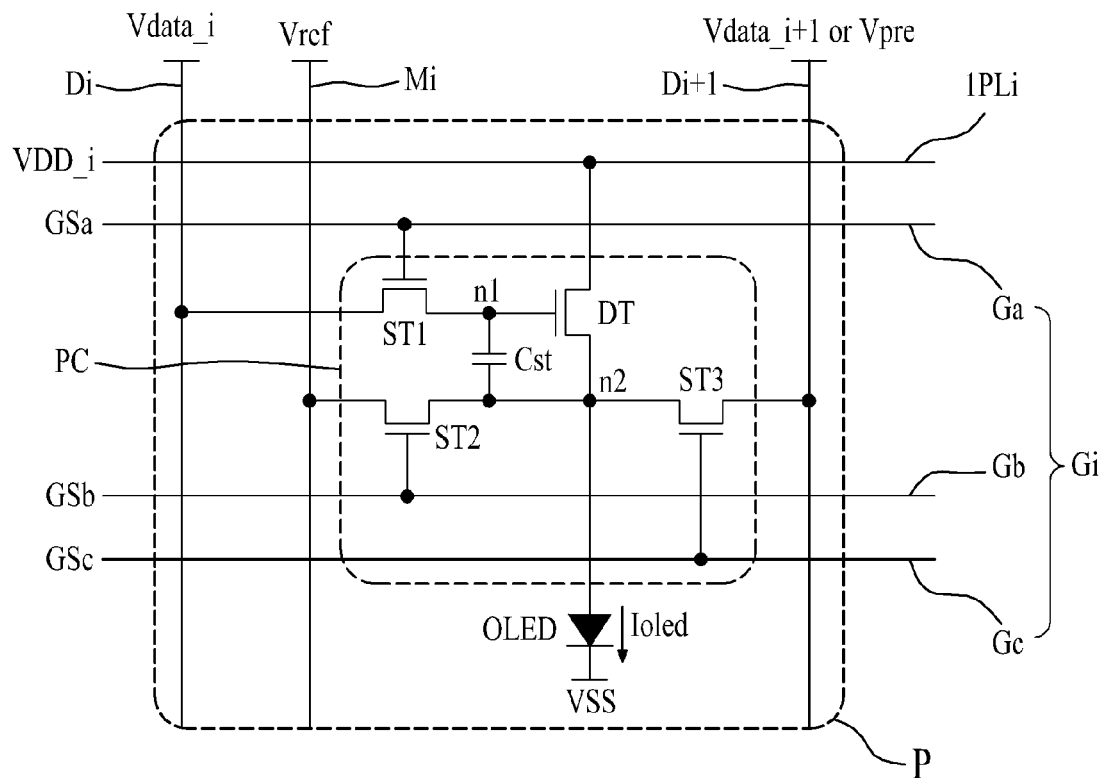 Vdata_i
Vref
Vdata_i+1 or Vpre
Di
Mi
Di+1
1PLi
VDD_i
GSa
n1
DT
Ga
ST1
PC
Cst
n2
ST3
ST2
GSb
Gb
Gi
GSc
OLED
Ioled
Gc
VSS
P